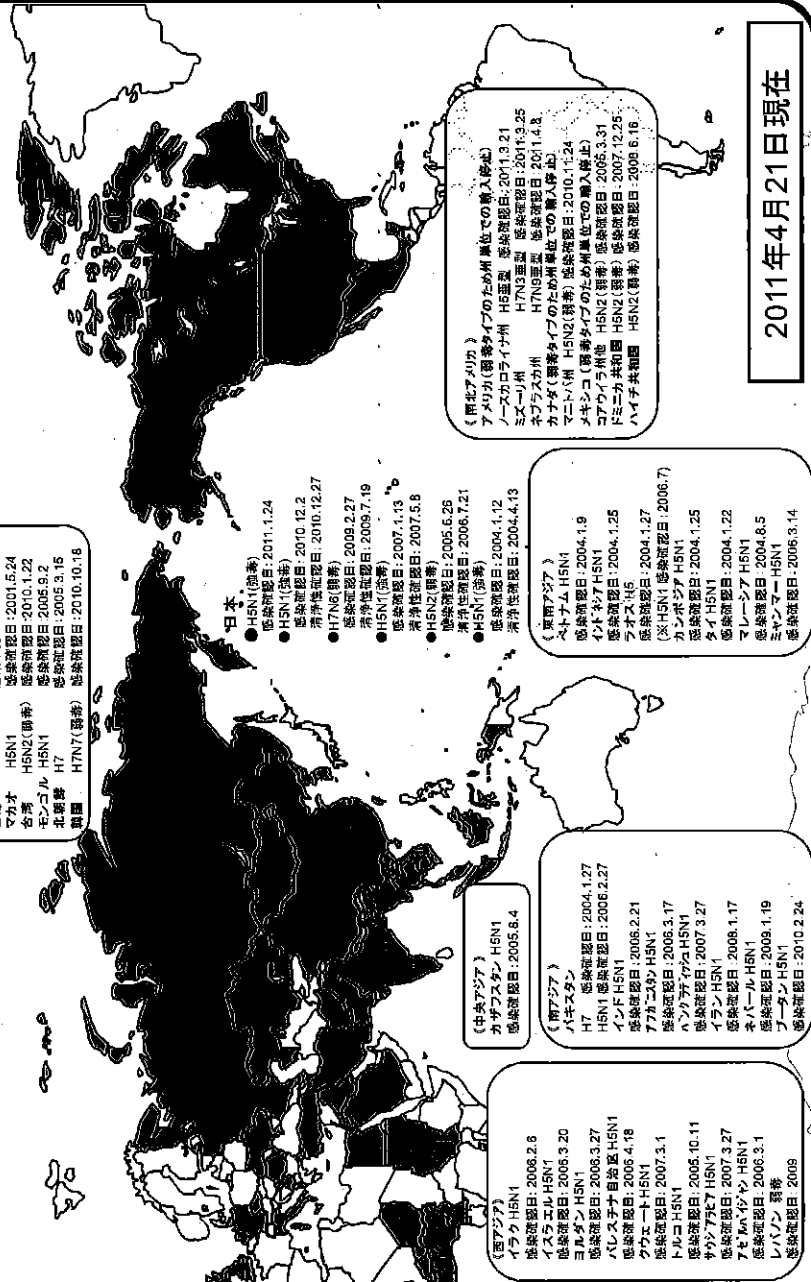 マカオ H5N1 感染確認日:2001.5.24
台湾 H5N2(弱毒) 感染確認日:2010.1.22
モンゴル H5N1 感染確認日:2005.9.2
北朝鮮 H7 感染確認日:2005.3.15
韓国 H7N7(弱毒) 感染確認日:2010.10.18
日本
●H5N1(強毒)
感染確認日:2011.1.24
●H5N1(強毒)
感染確認日:2010.12.2
清浄性確認日:2010.12.27
●H7N6(弱毒)
感染確認日:2009.2.27
清浄性確認日:2009.7.19
●H5N1(強毒)
感染確認日:2007.1.13
清浄性確認日:2007.5.8
●H5N2(弱毒)
感染確認日:2005.6.26
清浄性確認日:2006.7.21
●H5N1(強毒)
感染確認日:2004.1.12
清浄性確認日:2004.4.13
《南北アメリカ》
アメリカ(弱毒タイプのため州単位での輸入停止)
ノースカロライナ州 H5亜型 感染確認日:2011.3.21
ミズーリ州 H7N3亜型 感染確認日:2011.3.25
ネブラスカ州 H7N9亜型 感染確認日:2011.4.8
カナダ(弱毒タイプのため州単位での輸入停止)
マニトバ州 H5N2(弱毒) 感染確認日:2010.11.24
メキシコ(弱毒タイプのため州単位での輸入停止)
コアウイラ州他 H5N2(弱毒) 感染確認日:2005.3.31
ドミニカ共和国 H5N2(弱毒) 感染確認日:2007.12.25
ハイチ共和国 H5N2(弱毒) 感染確認日:2008.6.16
《中央アジア》
カザフスタン H5N1
感染確認日:2005.8.4
《東南アジア》
ベトナム H5N1
感染確認日:2004.1.9
インドネシア H5N1
感染確認日:2004.1.25
ラオス H5
感染確認日:2004.1.27
(※H5N1 感染確認日:2006.7)
カンボジア H5N1
感染確認日:2004.1.25
タイ H5N1
感染確認日:2004.1.22
マレーシア H5N1
感染確認日:2004.8.5
ミャンマー H5N1
感染確認日:2006.3.14
《西アジア》
イラク H5N1
感染確認日:2006.2.6
イスラエル H5N1
感染確認日:2006.3.20
ヨルダン H5N1
感染確認日:2006.3.27
パレスチナ自治区 H5N1
感染確認日:2006.4.18
クウェート H5N1
感染確認日:2007.3.1
トルコ H5N1
感染確認日:2005.10.11
サウジアラビア H5N1
感染確認日:2007.3.27
アゼルバイジャン H5N1
感染確認日:2006.3.1
レバノン 弱毒
感染確認日:2009
《南アジア》
パキスタン
H7 感染確認日:2004.1.27
H5N1 感染確認日:2006.2.27
インド H5N1
感染確認日:2006.2.21
アフガニスタン H5N1
感染確認日:2006.3.17
バングラディッシュ H5N1
感染確認日:2007.3.27
イラン H5N1
感染確認日:2008.1.17
ネパール H5N1
感染確認日:2009.1.19
ブータン H5N1
感染確認日:2010.2.24
2011年4月21日現在